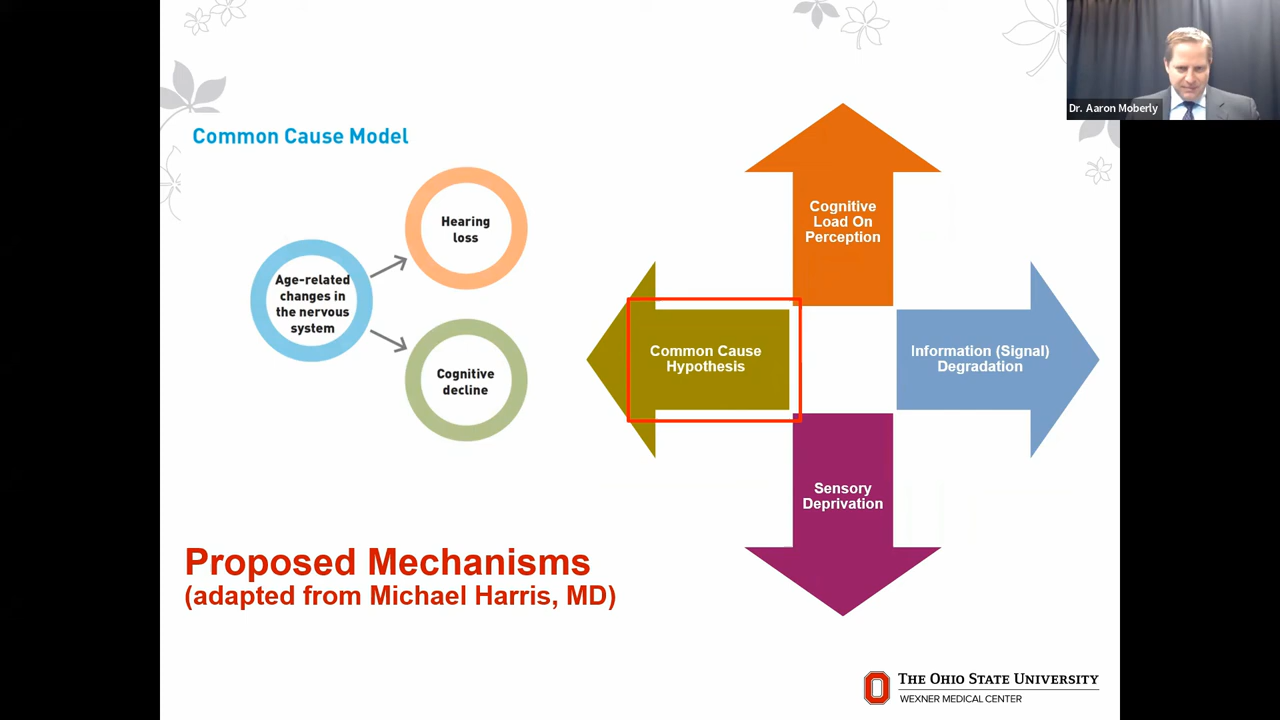 Dr. Aaron Moberly
Common Cause Model
Hearing
loss
Age-related
changes in
the nervous
system
Cognitive
decline
Cognitive
Load On
Perception
Common Cause
Hypothesis
Information (Signal)
Degradation
Sensory
Deprivation
Proposed Mechanisms
(adapted from Michael Harris, MD)
THE OHIO STATE UNIVERSITY
WEXNER MEDICAL CENTER